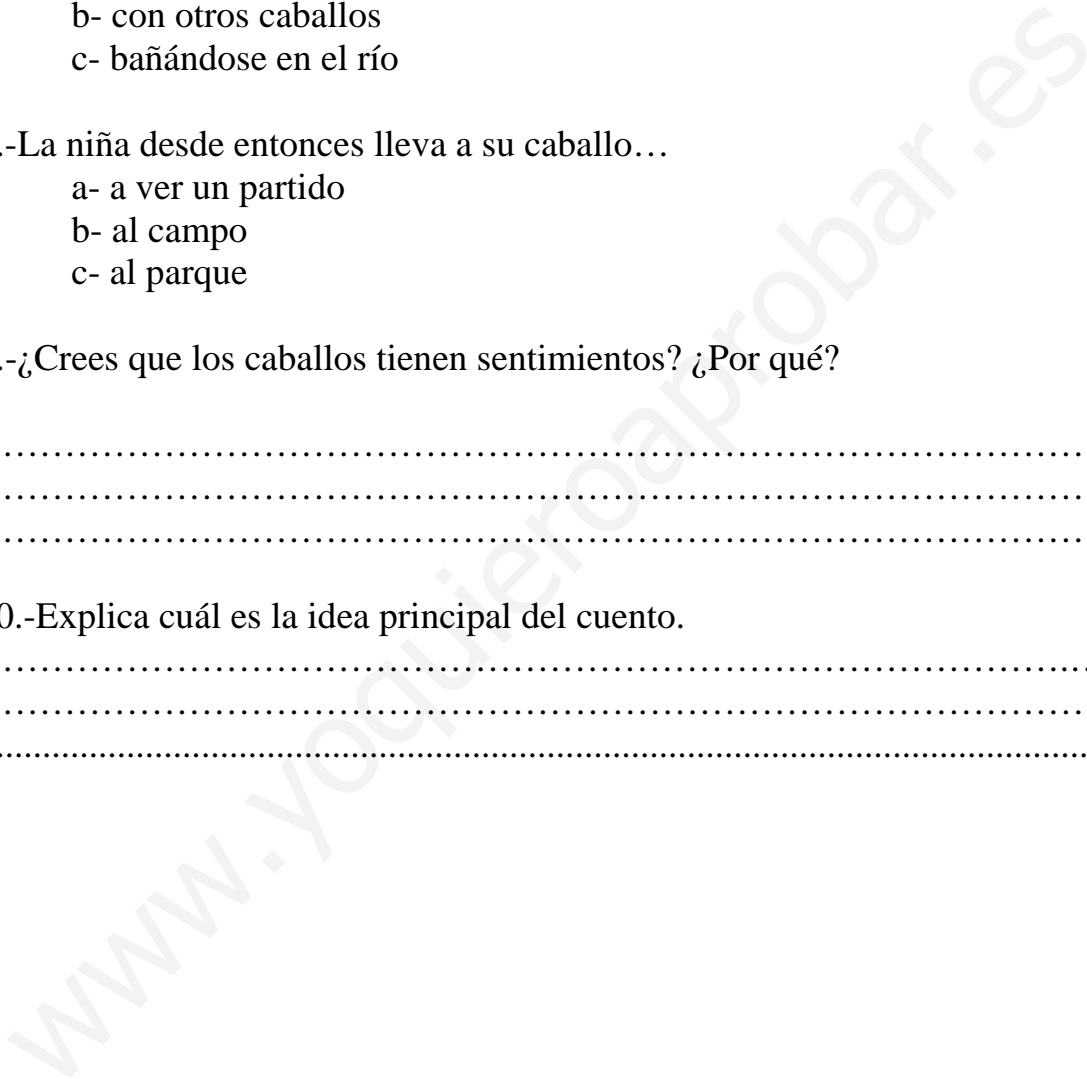 b- con otros caballos
c- bañándose en el río
.-La niña desde entonces lleva a su caballo…
a- a ver un partido
b- al campo
c- al parque
.-¿Crees que los caballos tienen sentimientos? ¿Por qué?
……………………………………………………………………………
……………………………………………………………………………
……………………………………………………………………………
0.-Explica cuál es la idea principal del cuento.
…………………………………………………………………………….
……………………………………………………………………………
...............................................................................................................
www.yoquieroaprobar.es